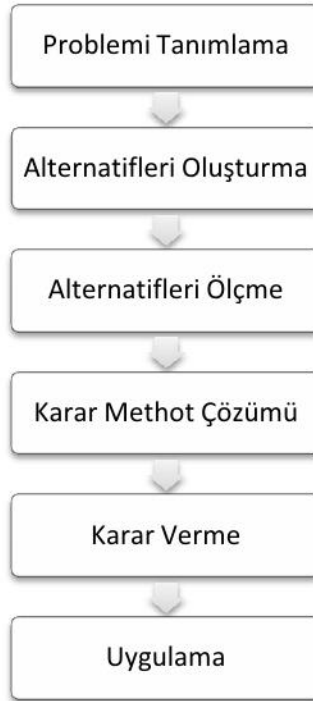 Problemi Tanımlama
Alternatifleri Oluşturma
Alternatifleri Ölçme
Karar Methot Çözümü
Karar Verme
Uygulama